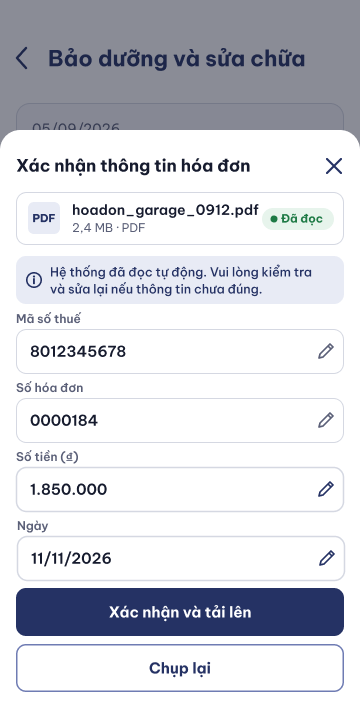 Bảo dưỡng và sửa chữa
05/09/2026
Xác nhận thông tin hóa đơn
PDF
hoadon_garage_0912.pdf
2,4 MB · PDF
Đã đọc
Hệ thống đã đọc tự động. Vui lòng kiểm tra
và sửa lại nếu thông tin chưa đúng.
Mã số thuế
8012345678
Số hóa đơn
0000184
Số tiền (₫)
1.850.000
Ngày
11/11/2026
Xác nhận và tải lên
Chụp lại